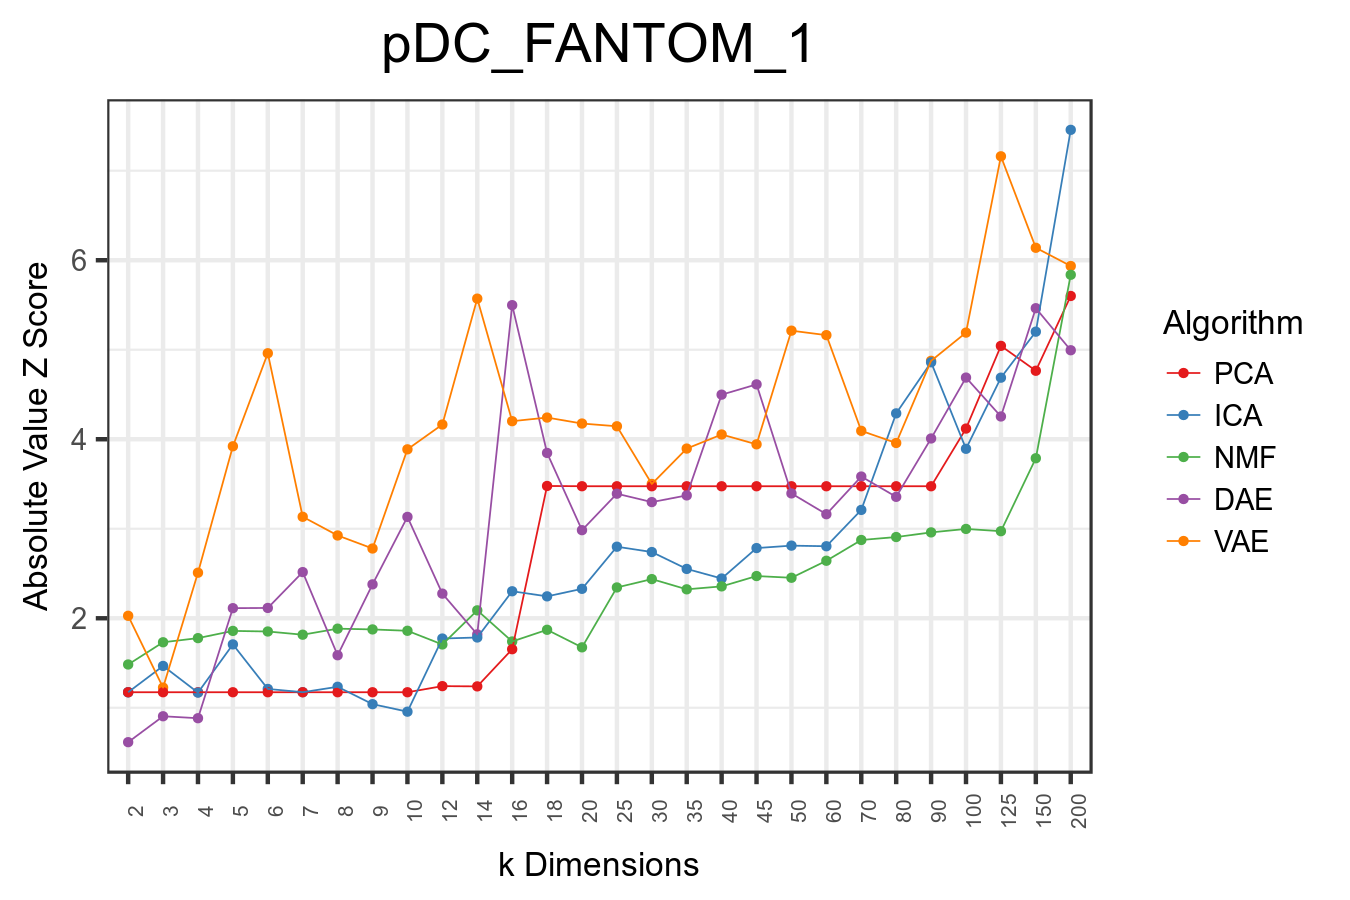 pDC_FANTOM_1
Absolute Value Z Score
6
4
2
2 3 4 5 6 7 8 9 10 12 14 16 18 20 25 30 35 40 45 50 60 70 80 90 100 125 150 200
k Dimensions
Algorithm
PCA
ICA
NMF
DAE
VAE